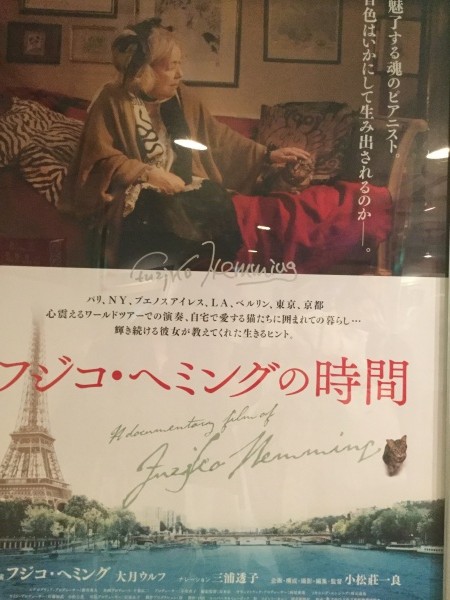 魅了する魂のピアニスト。
音色はいかにして生み出されるのか──。
Fuzjko Hemming
パリ、NY、ブエノスアイレス、LA、ベルリン、東京、京都
心震えるワールドツアーでの演奏、自宅で愛する猫たちに囲まれての暮らし…
輝き続ける彼女が教えてくれた生きるヒント。
フジコ・ヘミングの時間
A documentary film of
Fuzjko Hemming
フジコ・ヘミング 大月ウルフ ナレーション 三浦透子 企画・構成・撮影・編集・監督 小松莊一良